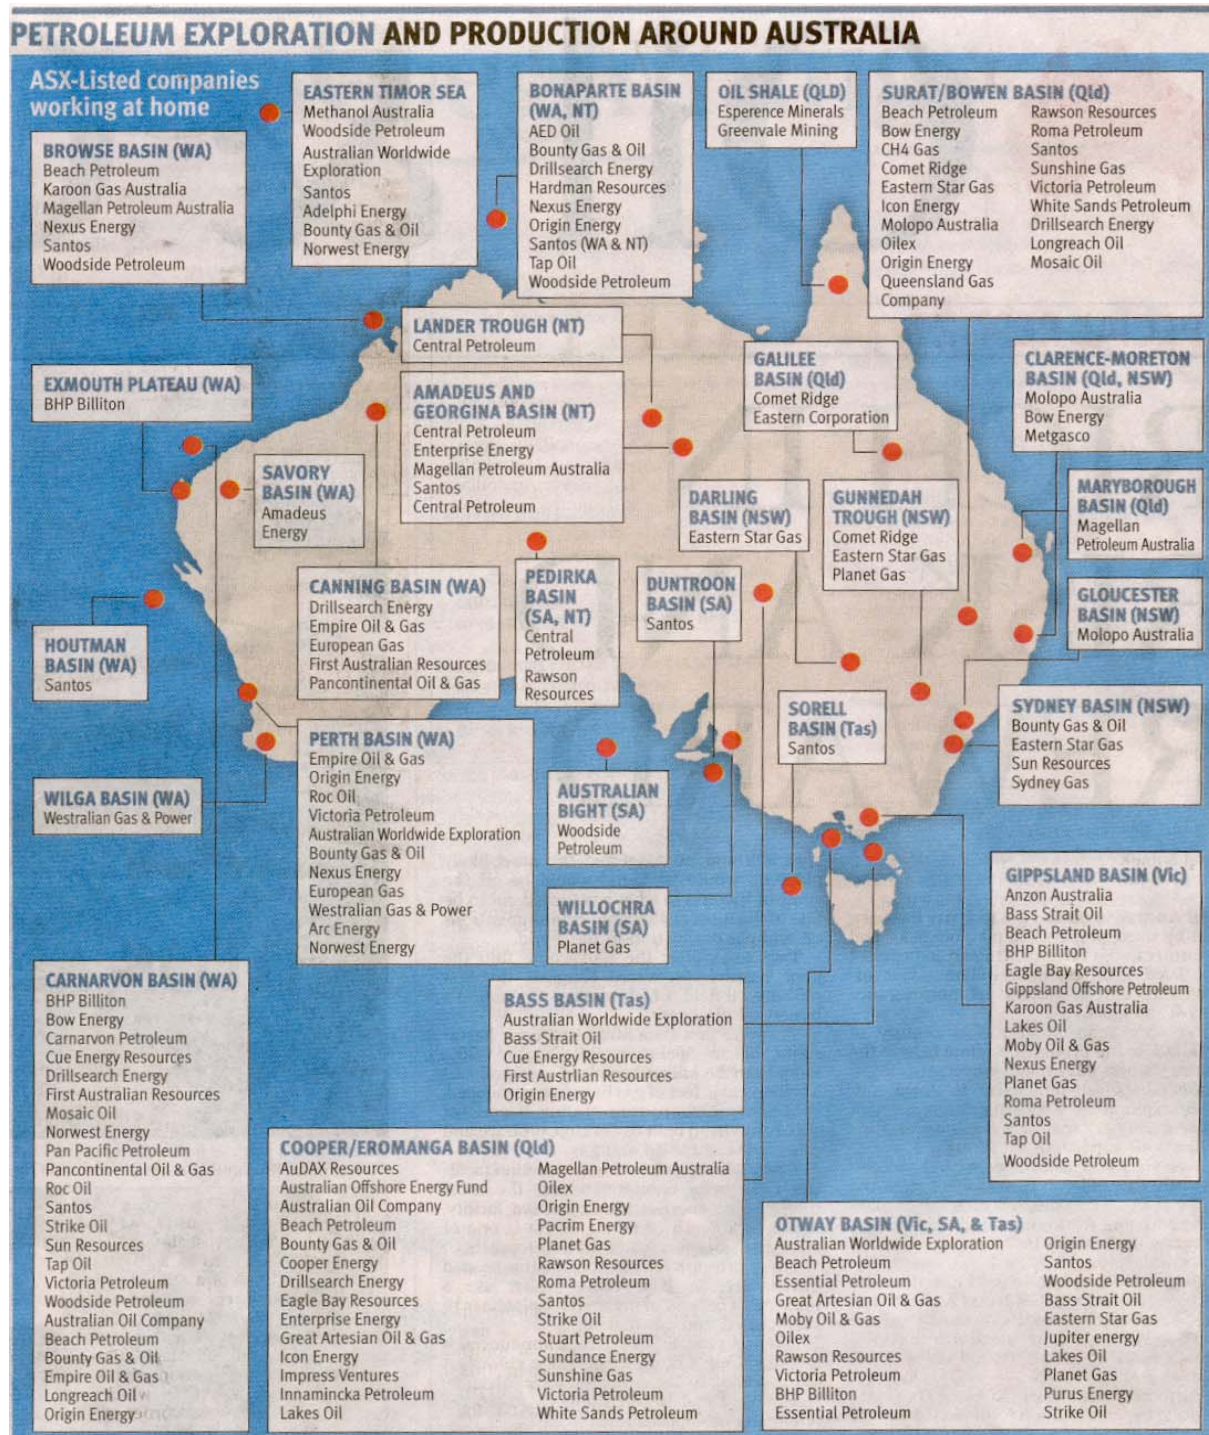 PETROLEUM EXPLORATION AND PRODUCTION AROUND AUSTRALIA
ASX-Listed companies
working at home
BROWSE BASIN (WA)
Beach Petroleum
Karoon Gas Australia
Magellan Petroleum Australia
Nexus Energy
Santos
Woodside Petroleum
EASTERN TIMOR SEA
Methanol Australia
Woodside Petroleum
Australian Worldwide
Exploration
Santos
Adelphi Energy
Bounty Gas & Oil
Norwest Energy
BONAPARTE BASIN
(WA, NT)
AED Oil
Bounty Gas & Oil
Drillsearch Energy
Hardman Resources
Nexus Energy
Origin Energy
Santos (WA & NT)
Tap Oil
Woodside Petroleum
OIL SHALE (QLD)
Esperence Minerals
Greenvale Mining
SURAT/BOWEN BASIN (Qld)
Beach Petroleum
Bow Energy
CH4 Gas
Comet Ridge
Eastern Star Gas
Icon Energy
Molopo Australia
Oilex
Origin Energy
Queensland Gas
Company
Rawson Resources
Roma Petroleum
Santos
Sunshine Gas
Victoria Petroleum
White Sands Petroleum
Drillsearch Energy
Longreach Oil
Mosaic Oil
LANDER TROUGH (NT)
Central Petroleum
EXMOUTH PLATEAU (WA)
BHP Billiton
AMADEUS AND
GEORGINA BASIN (NT)
Central Petroleum
Enterprise Energy
Magellan Petroleum Australia
Santos
Central Petroleum
GALILEE
BASIN (Qld)
Comet Ridge
Eastern Corporation
CLARENCE-MORETON
BASIN (Qld, NSW)
Molopo Australia
Bow Energy
Metgasco
SAVORY
BASIN (WA)
Amadeus
Energy
DARLING
BASIN (NSW)
Eastern Star Gas
GUNNEDAH
TROUGH (NSW)
Comet Ridge
Eastern Star Gas
Planet Gas
MARYBOROUGH
BASIN (Qld)
Magellan
Petroleum Australia
CANNING BASIN (WA)
Drillsearch Energy
Empire Oil & Gas
European Gas
First Australian Resources
Pancontinental Oil & Gas
PEDIRKA
BASIN
(SA, NT)
Central
Petroleum
Rawson
Resources
DUNTROON
BASIN (SA)
Santos
GLOUCESTER
BASIN (NSW)
Molopo Australia
HOUTMAN
BASIN (WA)
Santos
SORELL
BASIN (Tas)
Santos
SYDNEY BASIN (NSW)
Bounty Gas & Oil
Eastern Star Gas
Sun Resources
Sydney Gas
PERTH BASIN (WA)
Empire Oil & Gas
Origin Energy
Roc Oil
Victoria Petroleum
Australian Worldwide Exploration
Bounty Gas & Oil
Nexus Energy
European Gas
Westralian Gas & Power
Arc Energy
Norwest Energy
WILGA BASIN (WA)
Westralian Gas & Power
AUSTRALIAN
BIGHT (SA)
Woodside
Petroleum
WILLOCHRA
BASIN (SA)
Planet Gas
GIPPSLAND BASIN (Vic)
Anzon Australia
Bass Strait Oil
Beach Petroleum
BHP Billiton
Eagle Bay Resources
Gippsland Offshore Petroleum
Karoon Gas Australia
Lakes Oil
Moby Oil & Gas
Nexus Energy
Planet Gas
Roma Petroleum
Santos
Tap Oil
Woodside Petroleum
CARNARVON BASIN (WA)
BHP Billiton
Bow Energy
Carnarvon Petroleum
Cue Energy Resources
Drillsearch Energy
First Australian Resources
Mosaic Oil
Norwest Energy
Pan Pacific Petroleum
Pancontinental Oil & Gas
Roc Oil
Santos
Strike Oil
Sun Resources
Tap Oil
Victoria Petroleum
Woodside Petroleum
Australian Oil Company
Beach Petroleum
Bounty Gas & Oil
Empire Oil & Gas
Longreach Oil
Origin Energy
BASS BASIN (Tas)
Australian Worldwide Exploration
Bass Strait Oil
Cue Energy Resources
First Austrlian Resources
Origin Energy
COOPER/EROMANGA BASIN (Qld)
AuDAX Resources
Australian Offshore Energy Fund
Australian Oil Company
Beach Petroleum
Bounty Gas & Oil
Cooper Energy
Drillsearch Energy
Eagle Bay Resources
Enterprise Energy
Great Artesian Oil & Gas
Icon Energy
Impress Ventures
Innamincka Petroleum
Lakes Oil
Magellan Petroleum Australia
Oilex
Origin Energy
Pacrim Energy
Planet Gas
Rawson Resources
Roma Petroleum
Santos
Strike Oil
Stuart Petroleum
Sundance Energy
Sunshine Gas
Victoria Petroleum
White Sands Petroleum
OTWAY BASIN (Vic, SA, & Tas)
Australian Worldwide Exploration
Beach Petroleum
Essential Petroleum
Great Artesian Oil & Gas
Moby Oil & Gas
Oilex
Rawson Resources
Victoria Petroleum
BHP Billiton
Essential Petroleum
Origin Energy
Santos
Woodside Petroleum
Bass Strait Oil
Eastern Star Gas
Jupiter energy
Lakes Oil
Planet Gas
Purus Energy
Strike Oil